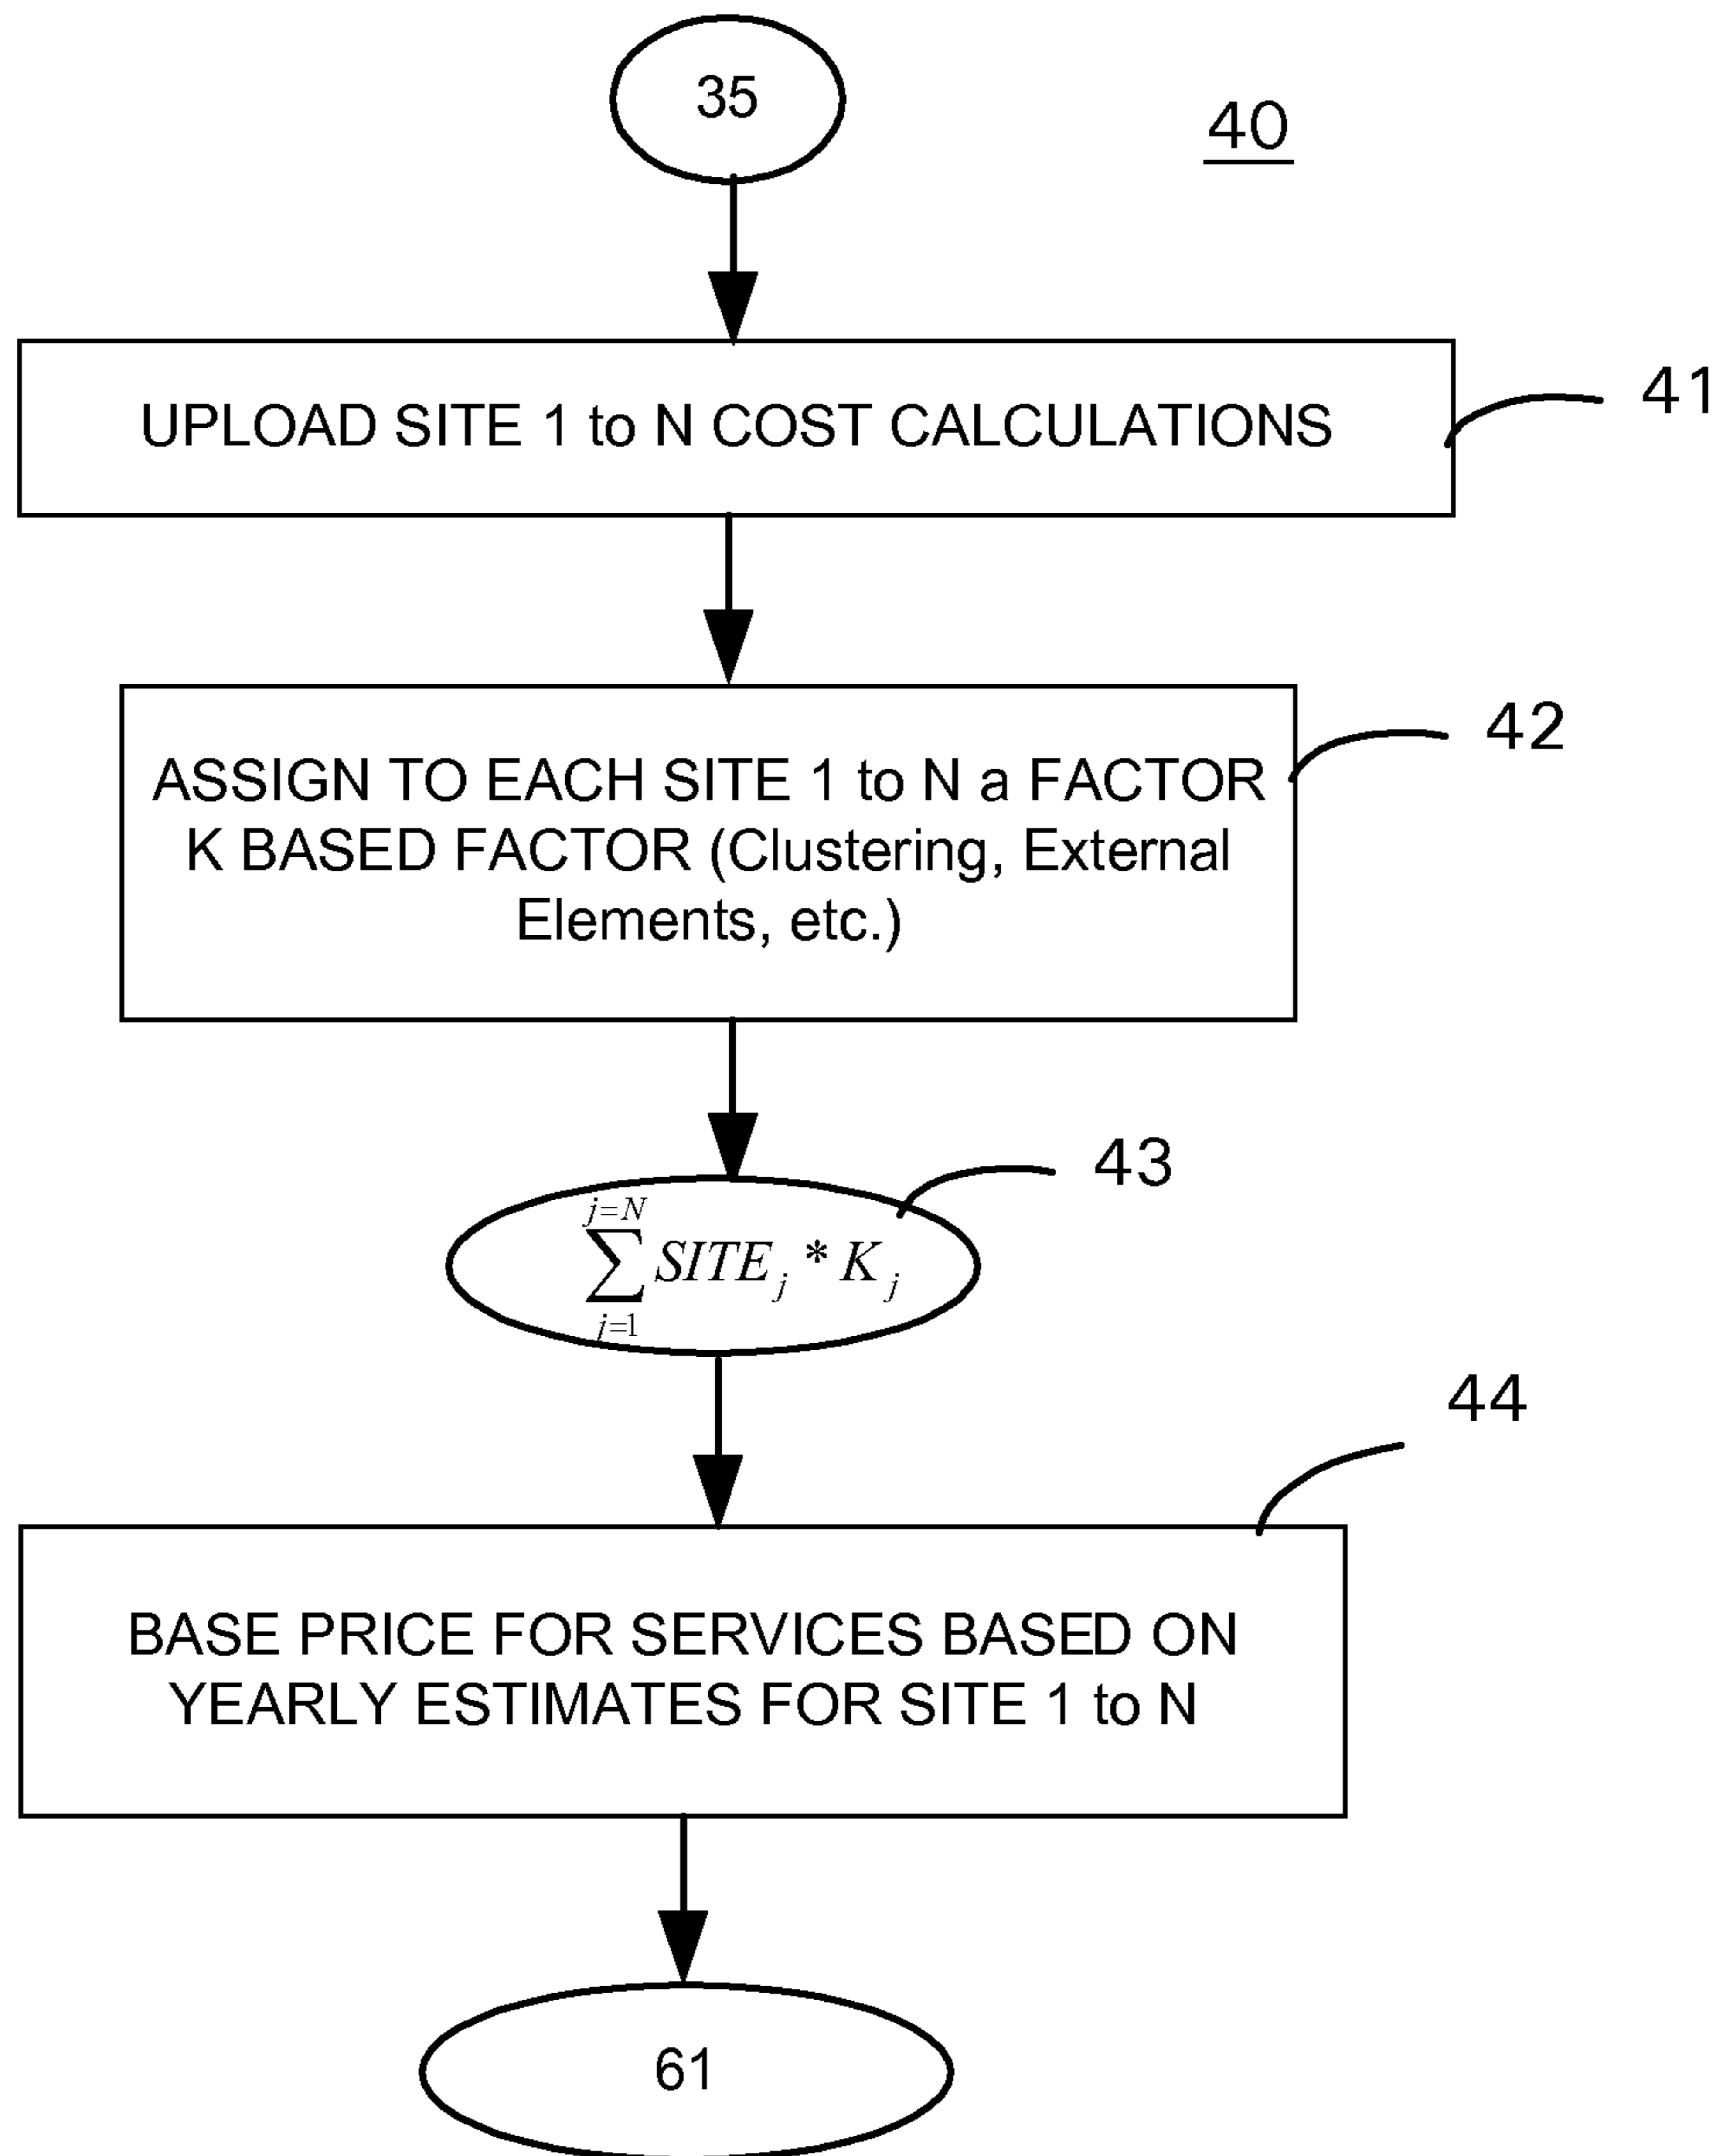 35
40
UPLOAD SITE 1 to N COST CALCULATIONS
41
ASSIGN TO EACH SITE 1 to N a FACTOR
K BASED FACTOR (Clustering, External
Elements, etc.)
42
43
j=N
∑ SITE_j * K_j
j=1
44
BASE PRICE FOR SERVICES BASED ON
YEARLY ESTIMATES FOR SITE 1 to N
61